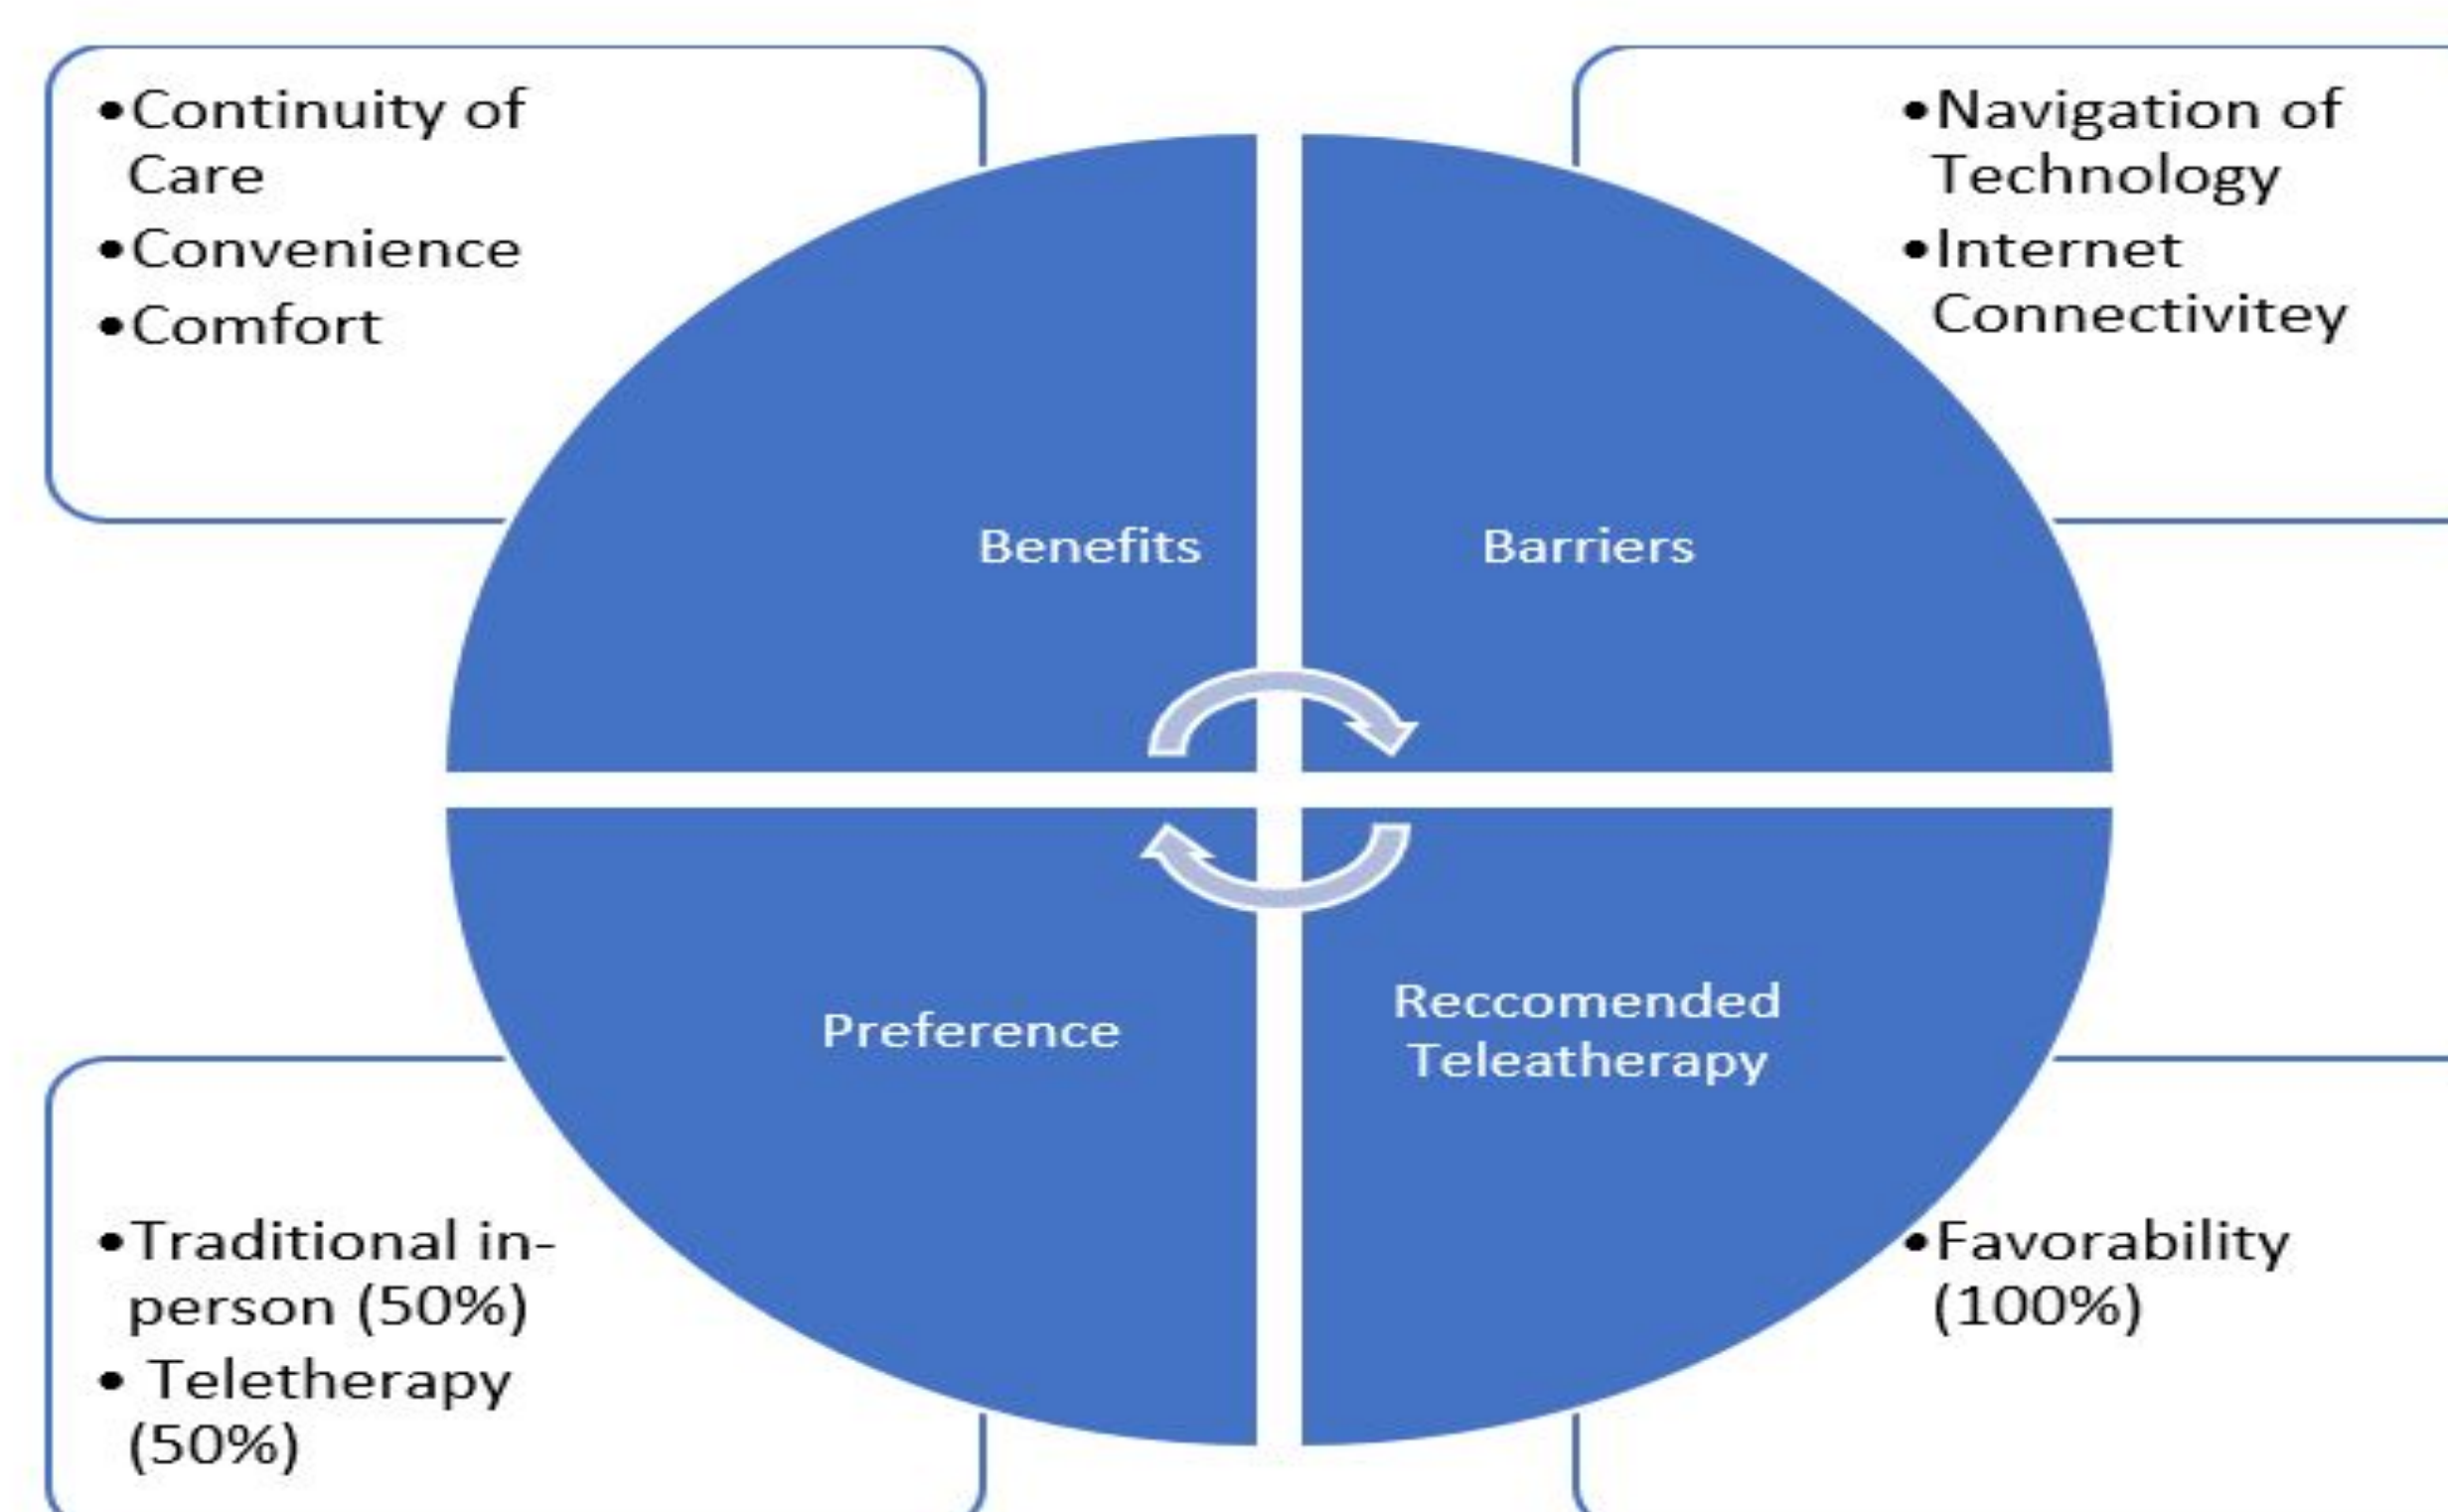 •Continuity of
Care
•Convenience
•Comfort
•Navigation of
Technology
•Internet
Connectivitey
Benefits
Barriers
Preference
Reccomended
Teleatherapy
•Traditional in-
person (50%)
• Teletherapy
(50%)
•Favorability
(100%)